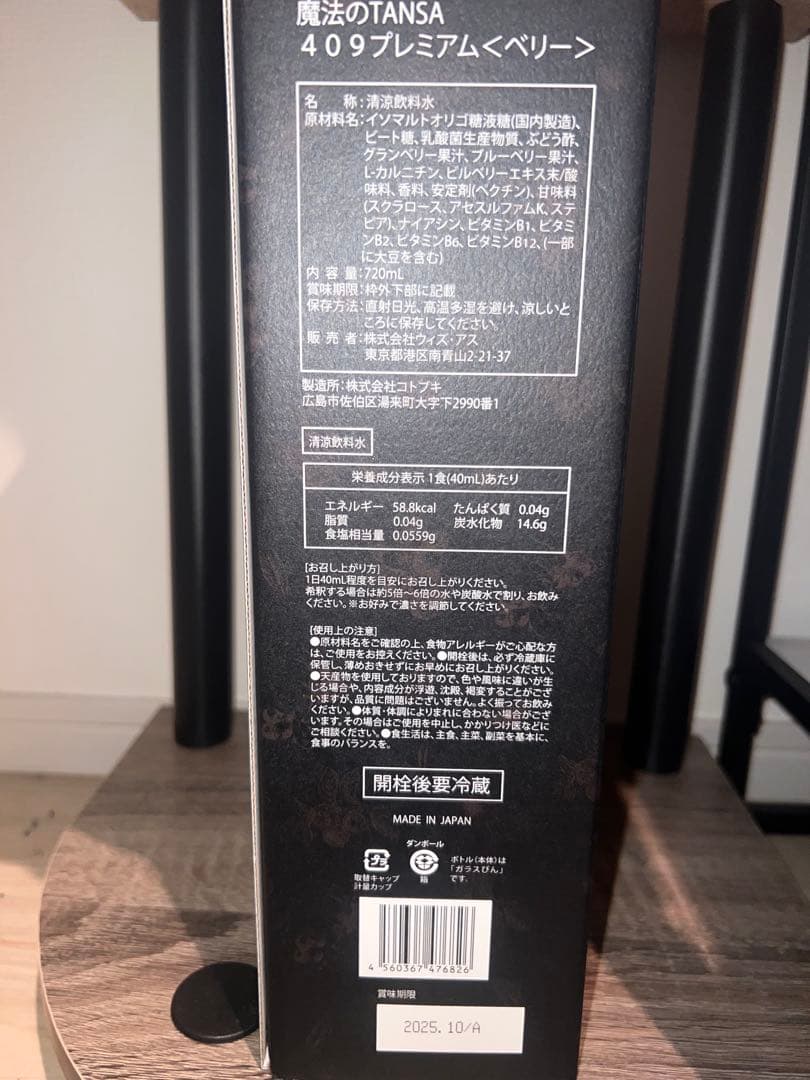 魔法のTANSA
409プレミアム<ベリー>
名 称:清涼飲料水
原材料名:イソマルトオリゴ糖液糖(国内製造)、
ビート糖、乳酸菌生産物質、ぶどう酢、
グランベリー果汁、ブルーベリー果汁、
L-カルニチン、ビルベリーエキス末/酸
味料、香料、安定剤(ペクチン)、甘味料
(スクラロース、アセスルファムK、ステ
ビア)、ナイアシン、ビタミンB1、ビタミ
ンB2、ビタミンB6、ビタミンB12、(一部
に大豆を含む)
内 容 量:720mL
賞味期限:枠外下部に記載
保存方法:直射日光、高温多湿を避け、涼しいと
ころに保存してください。
販 売 者:株式会社ウィズ・アス
東京都港区南青山2-21-37
製造所:株式会社コトブキ
広島市佐伯区湯来町大字下2990番1
清涼飲料水
栄養成分表示 1食(40mL)あたり
エネルギー 58.8kcal たんぱく質 0.04g
脂質 0.04g 炭水化物 14.6g
食塩相当量 0.0559g
[お召し上がり方]
1日40mL程度を目安にお召し上がりください。
希釈する場合は約5倍〜6倍の水や炭酸水で割り、お飲み
ください。※お好みで濃さを調節してください。
[使用上の注意]
●原材料名をご確認の上、食物アレルギーがご心配な方
は、ご使用をお控えください。●開栓後は、必ず冷蔵庫に
保管し、薄めおきせずにお早めにお召し上がりください。
●天産物を使用しておりますので、色や風味に違いが生
じる場合や、内容成分が浮遊、沈殿、褐変することがござ
いますが、品質に問題はございません。よく振ってお飲み
ください。●体質・体調によりまれに合わない場合がござ
います。その場合はご使用を中止し、かかりつけ医などに
ご相談ください。●食生活は、主食、主菜、副菜を基本に、
食事のバランスを。
開栓後要冷蔵
MADE IN JAPAN
プラ
取替キャップ
計量カップ
ダンボール
箱
ボトル(本体)は
「ガラスびん」
です。
4 560367 476826
賞味期限
2025.10/A